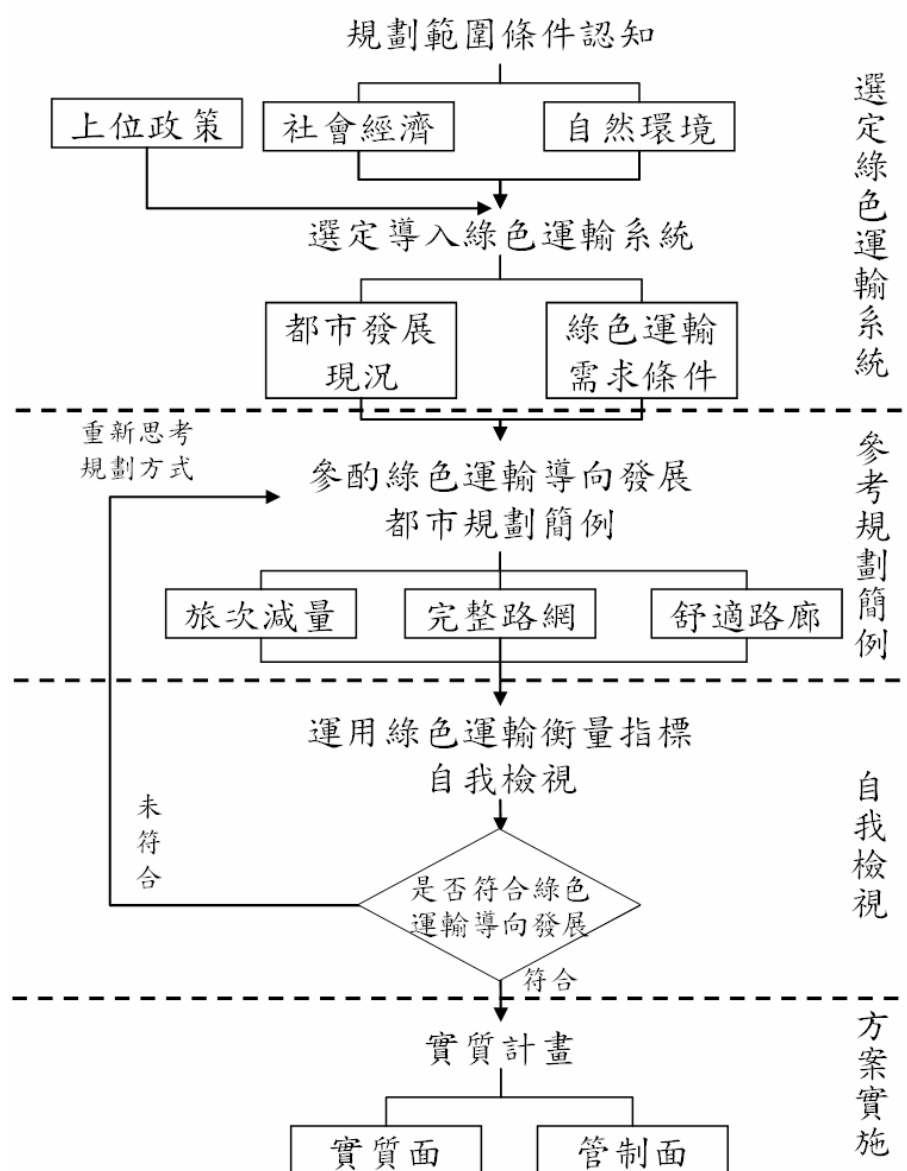 規劃範圍條件認知
上位政策
社會經濟
自然環境
選定導入綠色運輸系統
都市發展
現況
綠色運輸
需求條件
選定綠色運輸系統
重新思考
規劃方式
參酌綠色運輸導向發展
都市規劃簡例
旅次減量
完整路網
舒適路廊
參考規劃簡例
運用綠色運輸衡量指標
自我檢視
未符合
是否符合綠色
運輸導向發展
符合
自我檢視
實質計畫
實質面
管制面
方案實施